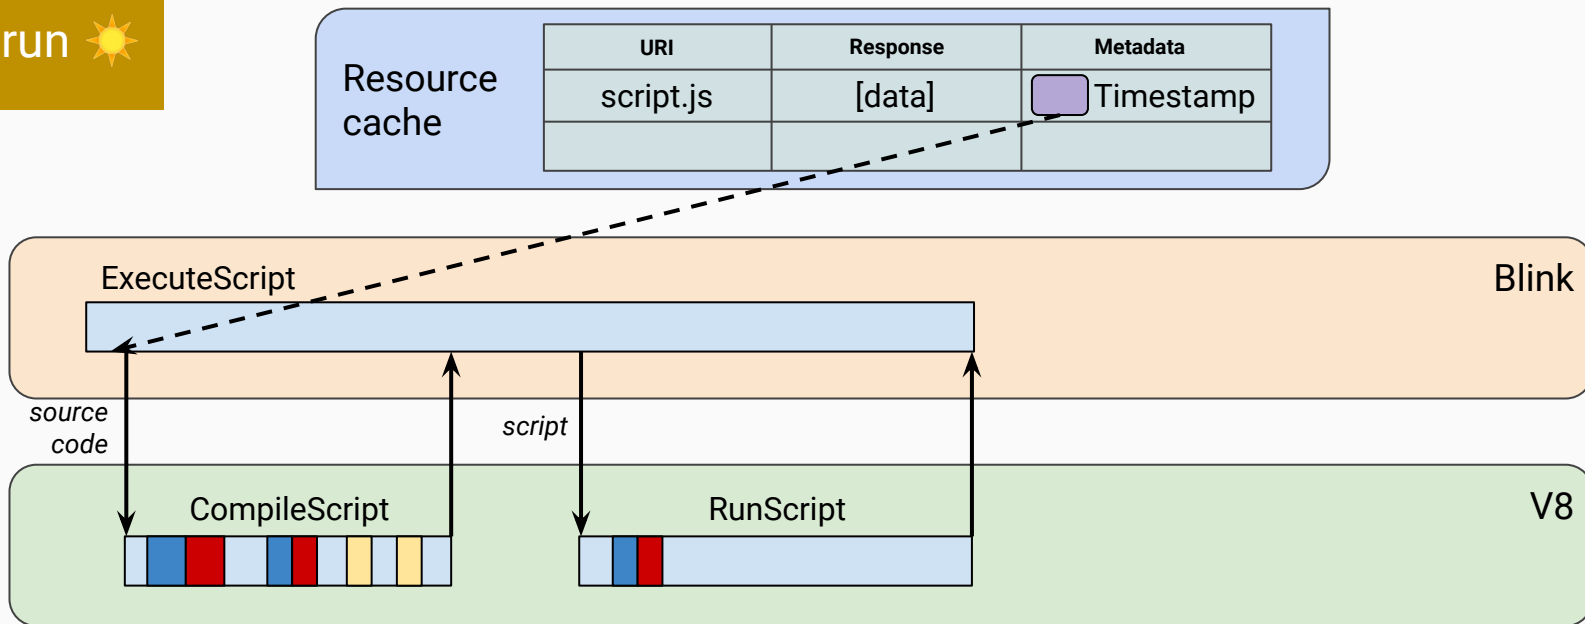 run
Resource
cache
URI Response Metadata
script.js [data] Timestamp
ExecuteScript
Blink
source
code
script
CompileScript
RunScript
V8